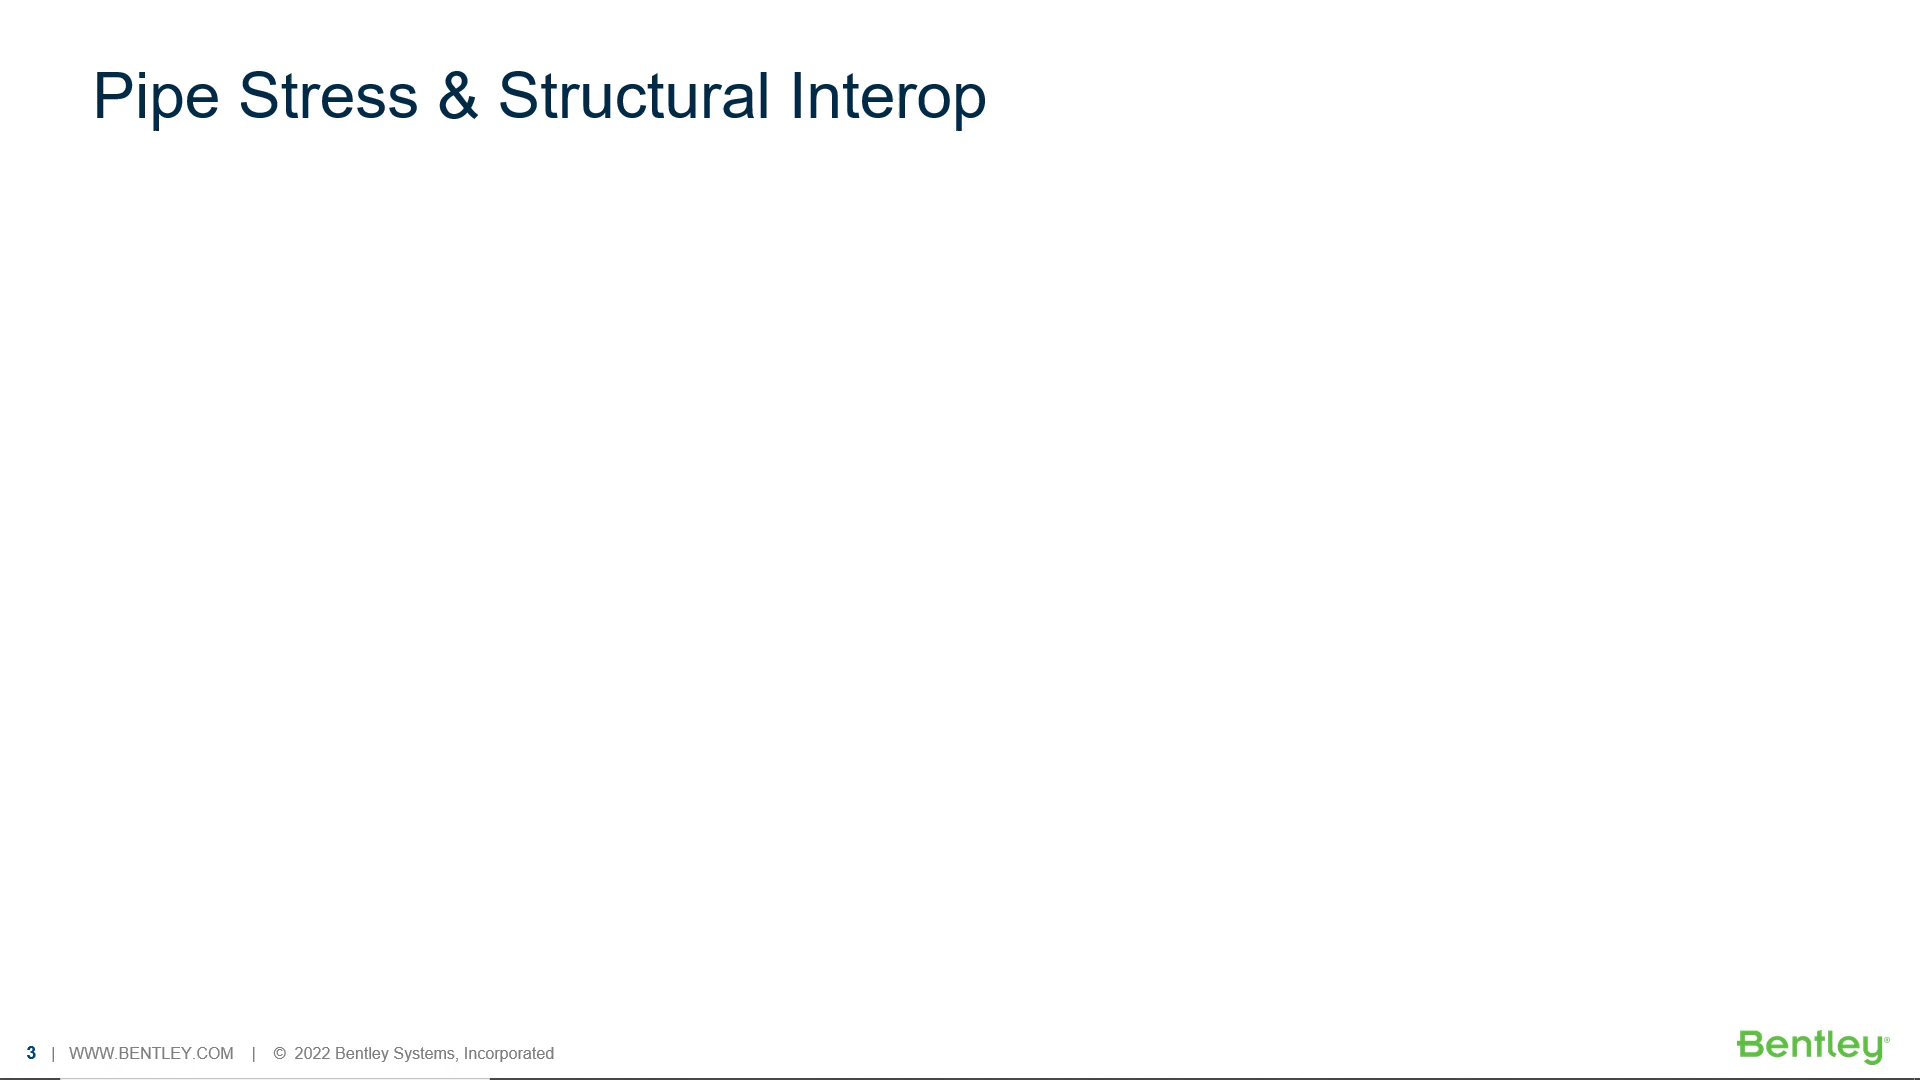 Pipe Stress & Structural Interop
3 | WWW.BENTLEY.COM | © 2022 Bentley Systems, Incorporated
Bentley®